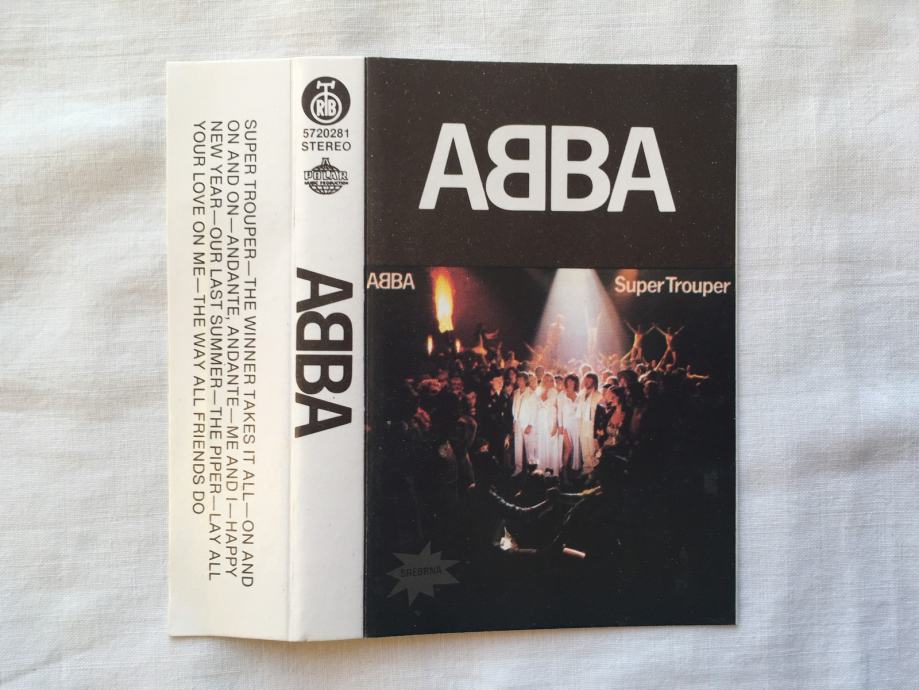 SUPER TROUPER—THE WINNER TAKES IT ALL—ON AND
ON AND ON—ANDANTE, ANDANTE—ME AND I—HAPPY
NEW YEAR—OUR LAST SUMMER—THE PIPER—LAY ALL
YOUR LOVE ON ME—THE WAY ALL FRIENDS DO
RTB
5720281
STEREO
POLAR
MUSIC PRODUCTION
ABBA
ABBA
ABBA
Super Trouper
SREBRNA